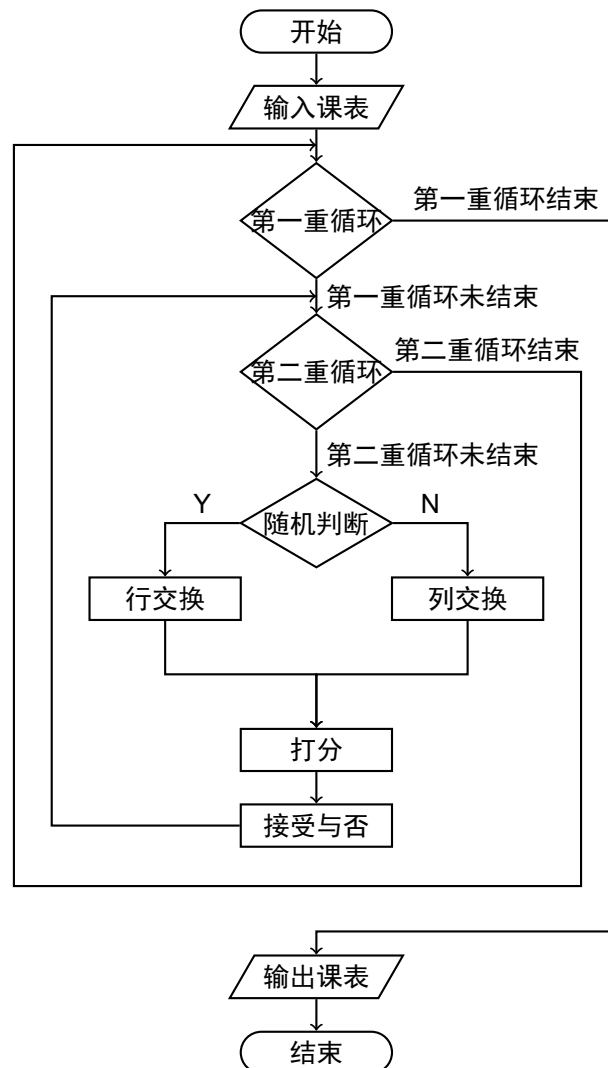 开始
输入课表
第一重循环
第一重循环结束
第一重循环未结束
第二重循环
第二重循环结束
第二重循环未结束
随机判断
Y
N
行交换
列交换
打分
接受与否
输出课表
结束